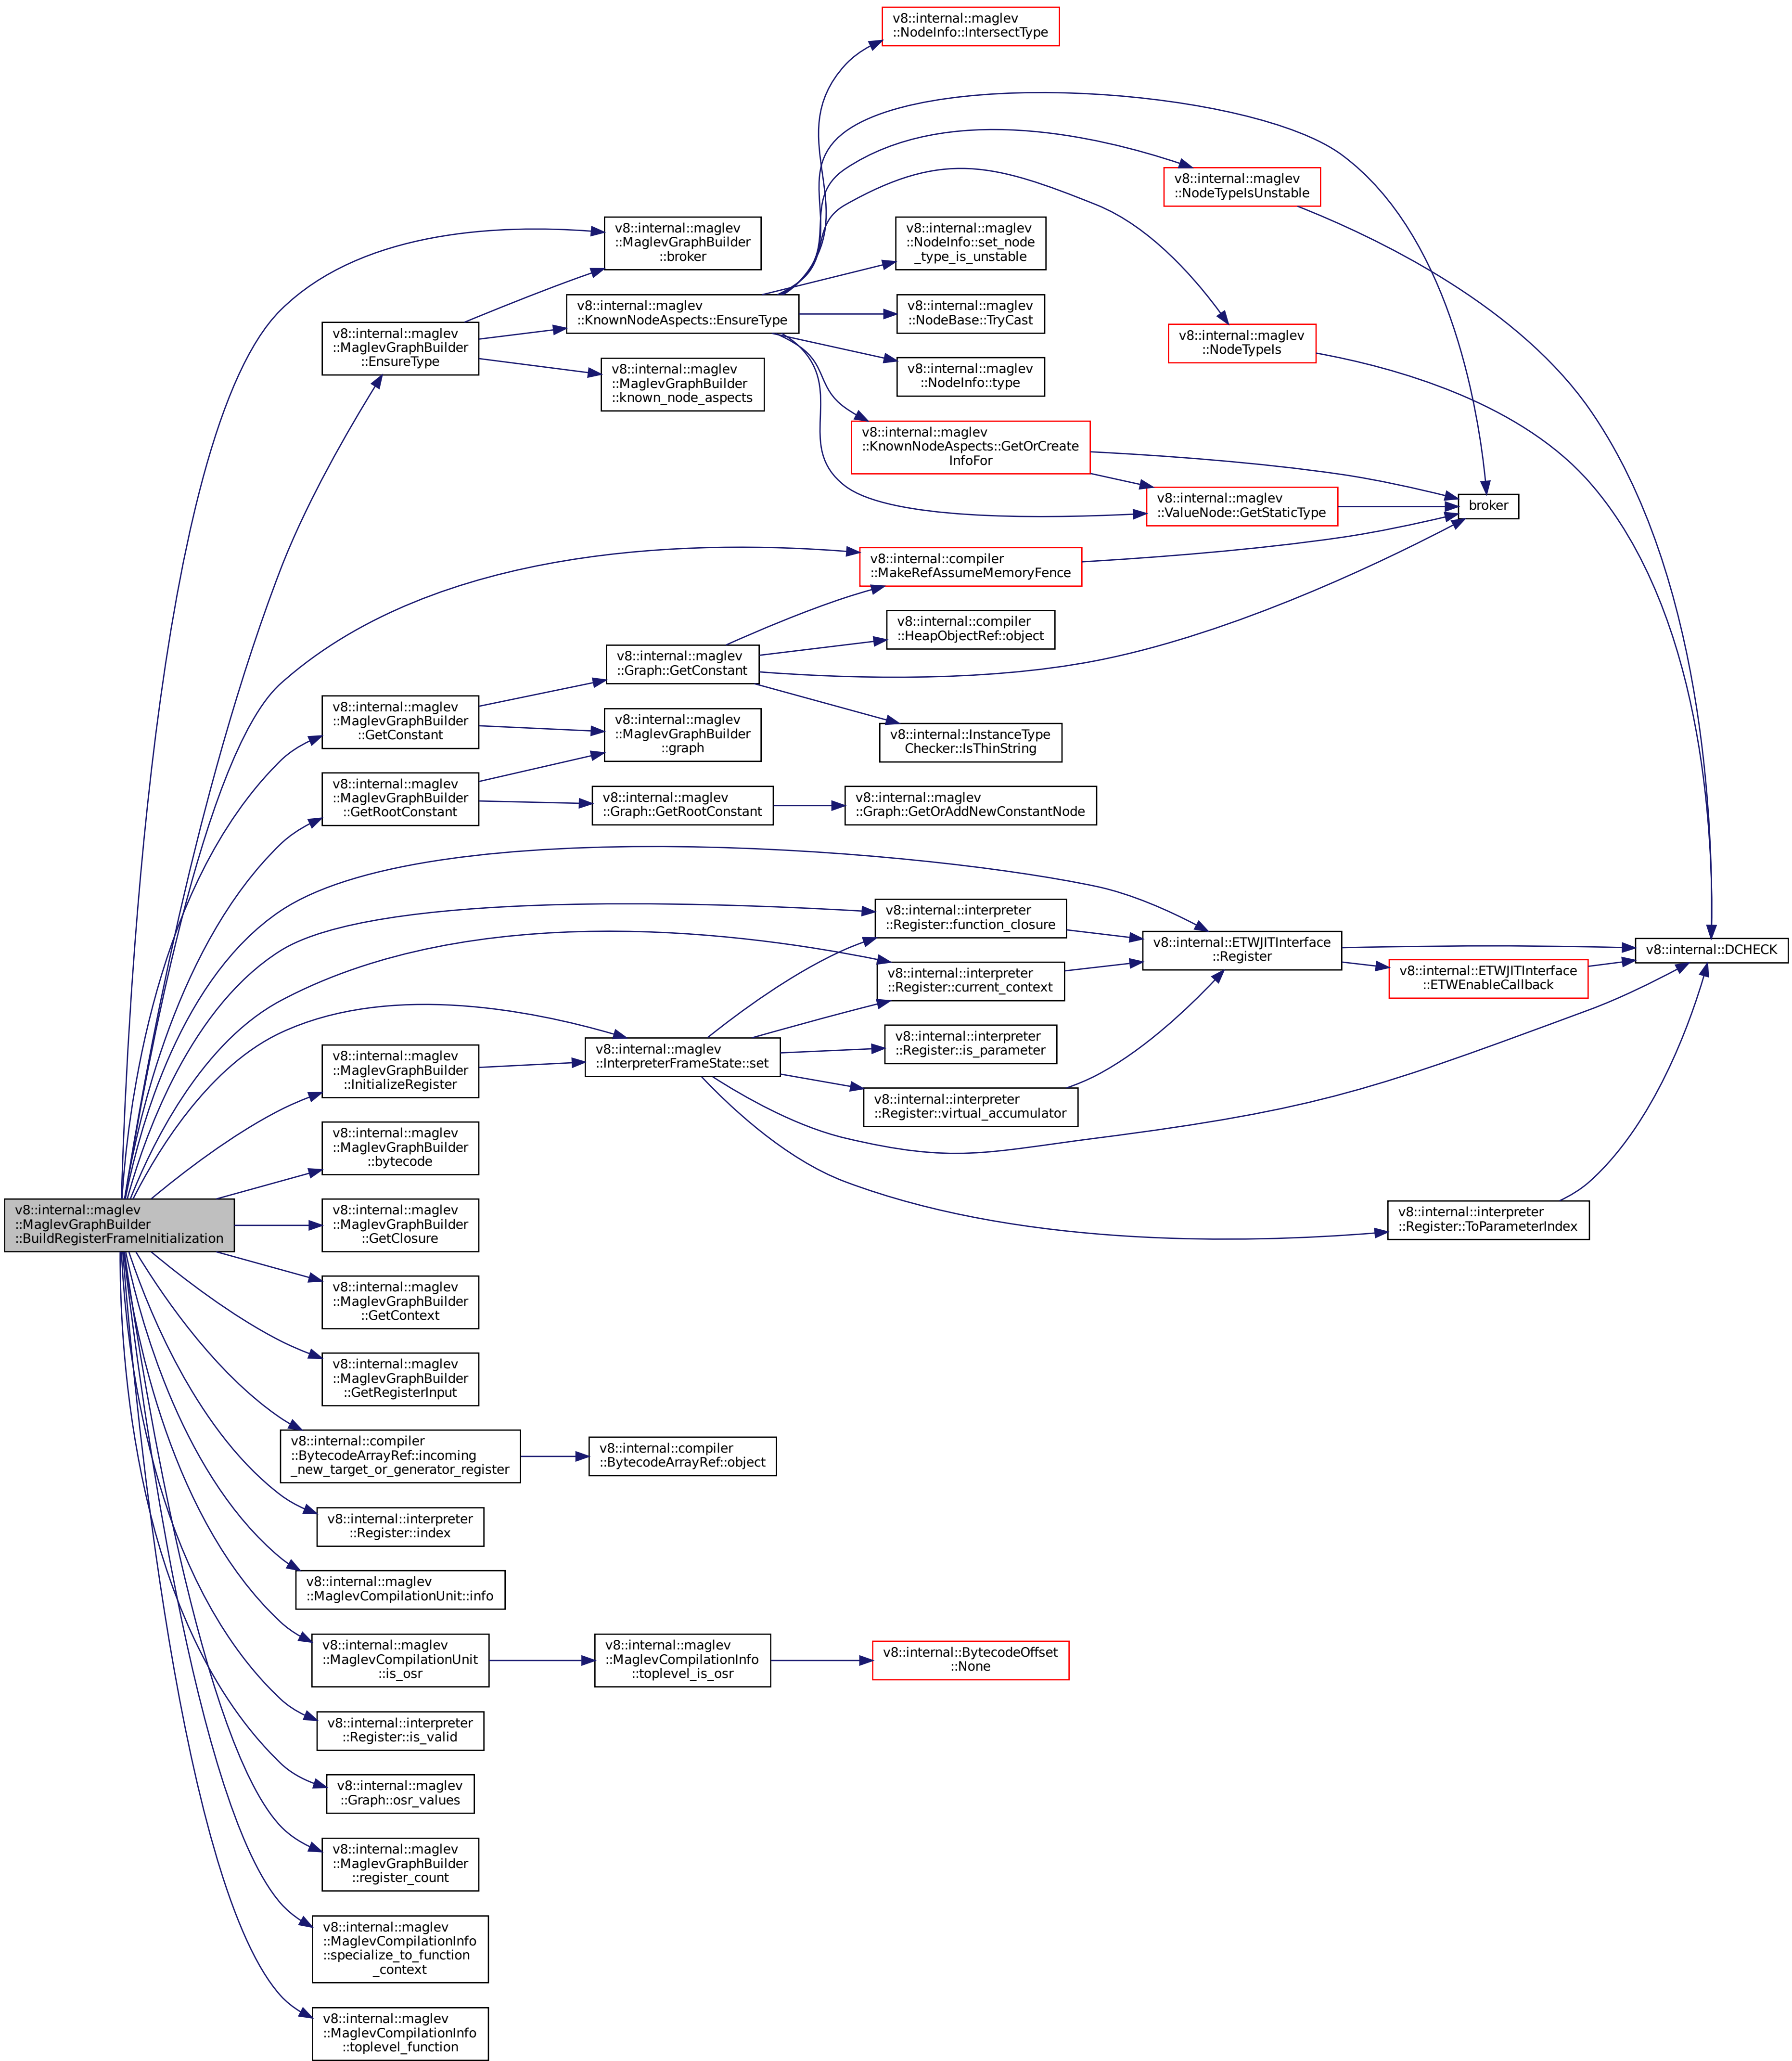 v8::internal::maglev
::NodeInfo::IntersectType
v8::internal::maglev
::NodeTypeIsUnstable
v8::internal::maglev
::MaglevGraphBuilder
::broker
v8::internal::maglev
::NodeInfo::set_node
_type_is_unstable
v8::internal::maglev
::KnownNodeAspects::EnsureType
v8::internal::maglev
::NodeBase::TryCast
v8::internal::maglev
::MaglevGraphBuilder
::EnsureType
v8::internal::maglev
::NodeTypeIs
v8::internal::maglev
::MaglevGraphBuilder
::known_node_aspects
v8::internal::maglev
::NodeInfo::type
v8::internal::maglev
::KnownNodeAspects::GetOrCreate
InfoFor
v8::internal::maglev
::ValueNode::GetStaticType
broker
v8::internal::compiler
::MakeRefAssumeMemoryFence
v8::internal::compiler
::HeapObjectRef::object
v8::internal::maglev
::Graph::GetConstant
v8::internal::maglev
::MaglevGraphBuilder
::GetConstant
v8::internal::maglev
::MaglevGraphBuilder
::graph
v8::internal::InstanceType
Checker::IsThinString
v8::internal::maglev
::MaglevGraphBuilder
::GetRootConstant
v8::internal::maglev
::Graph::GetRootConstant
v8::internal::maglev
::Graph::GetOrAddNewConstantNode
v8::internal::interpreter
::Register::function_closure
v8::internal::ETWJITInterface
::Register
v8::internal::DCHECK
v8::internal::interpreter
::Register::current_context
v8::internal::ETWJITInterface
::ETWEnableCallback
v8::internal::maglev
::MaglevGraphBuilder
::InitializeRegister
v8::internal::maglev
::InterpreterFrameState::set
v8::internal::interpreter
::Register::is_parameter
v8::internal::interpreter
::Register::virtual_accumulator
v8::internal::maglev
::MaglevGraphBuilder
::bytecode
v8::internal::maglev
::MaglevGraphBuilder
::BuildRegisterFrameInitialization
v8::internal::maglev
::MaglevGraphBuilder
::GetClosure
v8::internal::interpreter
::Register::ToParameterIndex
v8::internal::maglev
::MaglevGraphBuilder
::GetContext
v8::internal::maglev
::MaglevGraphBuilder
::GetRegisterInput
v8::internal::compiler
::BytecodeArrayRef::incoming
_new_target_or_generator_register
v8::internal::compiler
::BytecodeArrayRef::object
v8::internal::interpreter
::Register::index
v8::internal::maglev
::MaglevCompilationUnit::info
v8::internal::maglev
::MaglevCompilationUnit
::is_osr
v8::internal::maglev
::MaglevCompilationInfo
::toplevel_is_osr
v8::internal::BytecodeOffset
::None
v8::internal::interpreter
::Register::is_valid
v8::internal::maglev
::Graph::osr_values
v8::internal::maglev
::MaglevGraphBuilder
::register_count
v8::internal::maglev
::MaglevCompilationInfo
::specialize_to_function
_context
v8::internal::maglev
::MaglevCompilationInfo
::toplevel_function